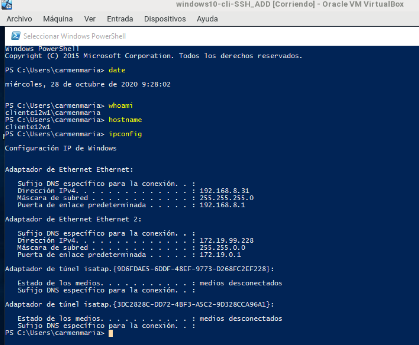 windows10-cli-SSH_ADD [Corriendo] - Oracle VM VirtualBox
Archivo Máquina Ver Entrada Dispositivos Ayuda
Seleccionar Windows PowerShell
Windows PowerShell
Copyright (C) 2015 Microsoft Corporation. Todos los derechos reservados.
PS C:\Users\carmenmaria> date
miércoles, 28 de octubre de 2020 9:28:02
PS C:\Users\carmenmaria> whoami
cliente12w1\carmenmaria
PS C:\Users\carmenmaria> hostname
cliente12w1
PS C:\Users\carmenmaria> ipconfig
Configuración IP de Windows
Adaptador de Ethernet Ethernet:
Sufijo DNS específico para la conexión. . :
Dirección IPv4. . . . . . . . . . . . . . : 192.168.8.31
Máscara de subred . . . . . . . . . . . . : 255.255.255.0
Puerta de enlace predeterminada . . . . . : 192.168.8.1
Adaptador de Ethernet Ethernet 2:
Sufijo DNS específico para la conexión. . :
Dirección IPv4. . . . . . . . . . . . . . : 172.19.99.228
Máscara de subred . . . . . . . . . . . . : 255.255.0.0
Puerta de enlace predeterminada . . . . . : 172.19.0.1
Adaptador de túnel isatap.{9D6FDAE5-6DDF-48EF-9773-D268FC2EF228}:
Estado de los medios. . . . . . . . . . . : medios desconectados
Sufijo DNS específico para la conexión. . :
Adaptador de túnel isatap.{3DC2828C-0D72-4BF3-A5C2-9D328CCA96A1}:
Estado de los medios. . . . . . . . . . . : medios desconectados
Sufijo DNS específico para la conexión. . :
PS C:\Users\carmenmaria>